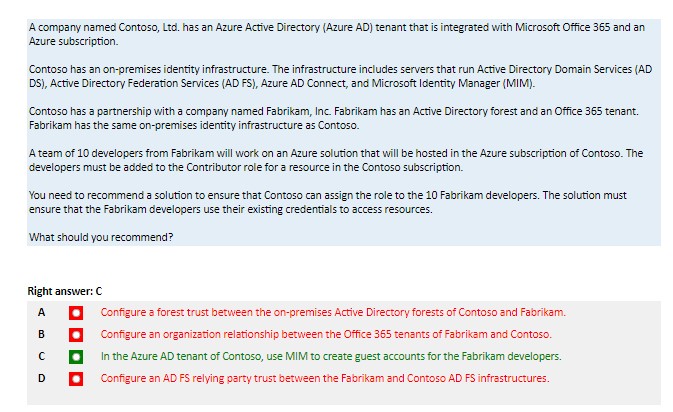 A company named Contoso, Ltd. has an Azure Active Directory (Azure AD) tenant that is integrated with Microsoft Office 365 and an
Azure subscription.
Contoso has an on-premises identity infrastructure. The infrastructure includes servers that run Active Directory Domain Services (AD
DS), Active Directory Federation Services (AD FS), Azure AD Connect, and Microsoft Identity Manager (MIM).
Contoso has a partnership with a company named Fabrikam, Inc. Fabrikam has an Active Directory forest and an Office 365 tenant.
Fabrikam has the same on-premises identity infrastructure as Contoso.
A team of 10 developers from Fabrikam will work on an Azure solution that will be hosted in the Azure subscription of Contoso. The
developers must be added to the Contributor role for a resource in the Contoso subscription.
You need to recommend a solution to ensure that Contoso can assign the role to the 10 Fabrikam developers. The solution must
ensure that the Fabrikam developers use their existing credentials to access resources.
What should you recommend?
Right answer: C
A Configure a forest trust between the on-premises Active Directory forests of Contoso and Fabrikam.
B Configure an organization relationship between the Office 365 tenants of Fabrikam and Contoso.
C In the Azure AD tenant of Contoso, use MIM to create guest accounts for the Fabrikam developers.
D Configure an AD FS relying party trust between the Fabrikam and Contoso AD FS infrastructures.